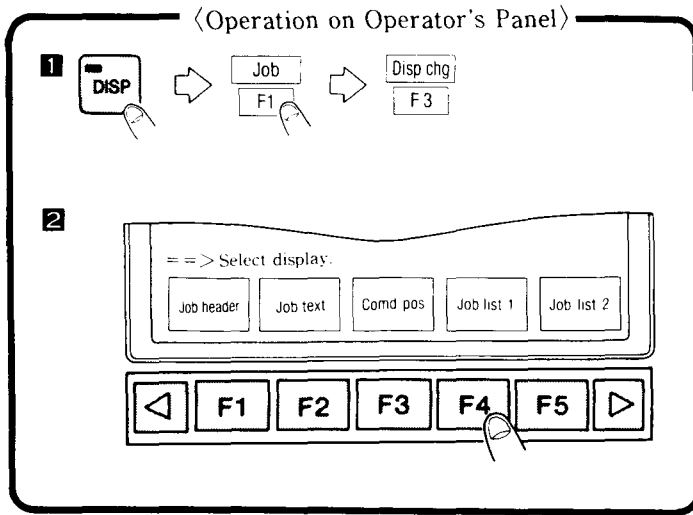 〈Operation on Operator's Panel〉
1
DISP
Job
F1
Disp chg
F3
2
==>Select display.
Job header Job text Comd pos Job list 1 Job list 2
F1 F2 F3 F4 F5